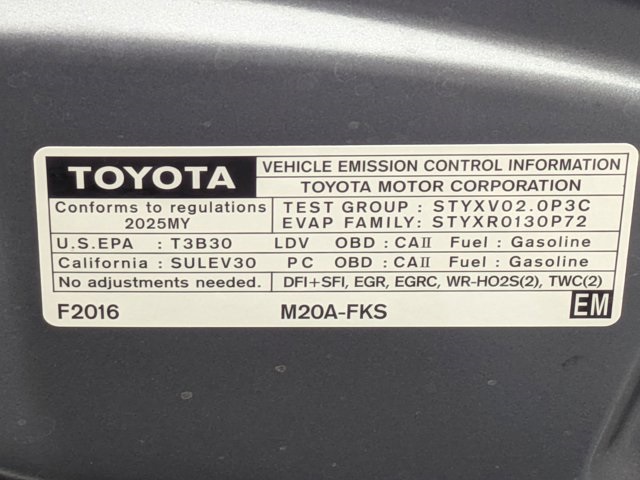 TOYOTA
VEHICLE EMISSION CONTROL INFORMATION
TOYOTA MOTOR CORPORATION
Conforms to regulations
2025MY
TEST GROUP : STYXV02.0P3C
EVAP FAMILY: STYXR0130P72
U.S.EPA : T3B30 LDV OBD : CAII Fuel : Gasoline
California : SULEV30 PC OBD : CAII Fuel : Gasoline
No adjustments needed. DFI+SFI, EGR, EGRC, WR-HO2S(2), TWC(2)
F2016 M20A-FKS EM